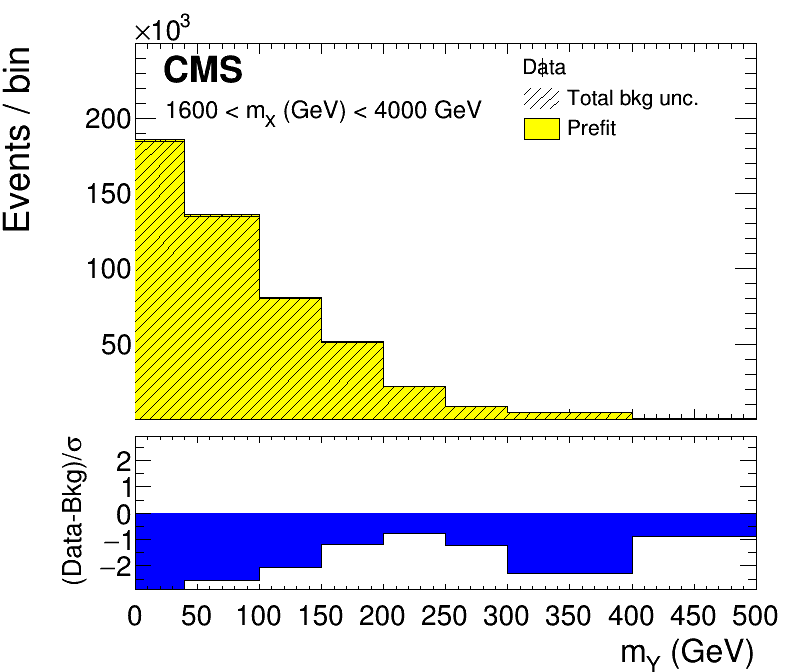 ×10³
CMS
1600 < mX (GeV) < 4000 GeV
Data
Total bkg unc.
Prefit
Events / bin
200
150
100
50
(Data-Bkg)/σ
2
1
0
−1
−2
0 50 100 150 200 250 300 350 400 450 500
mY (GeV)